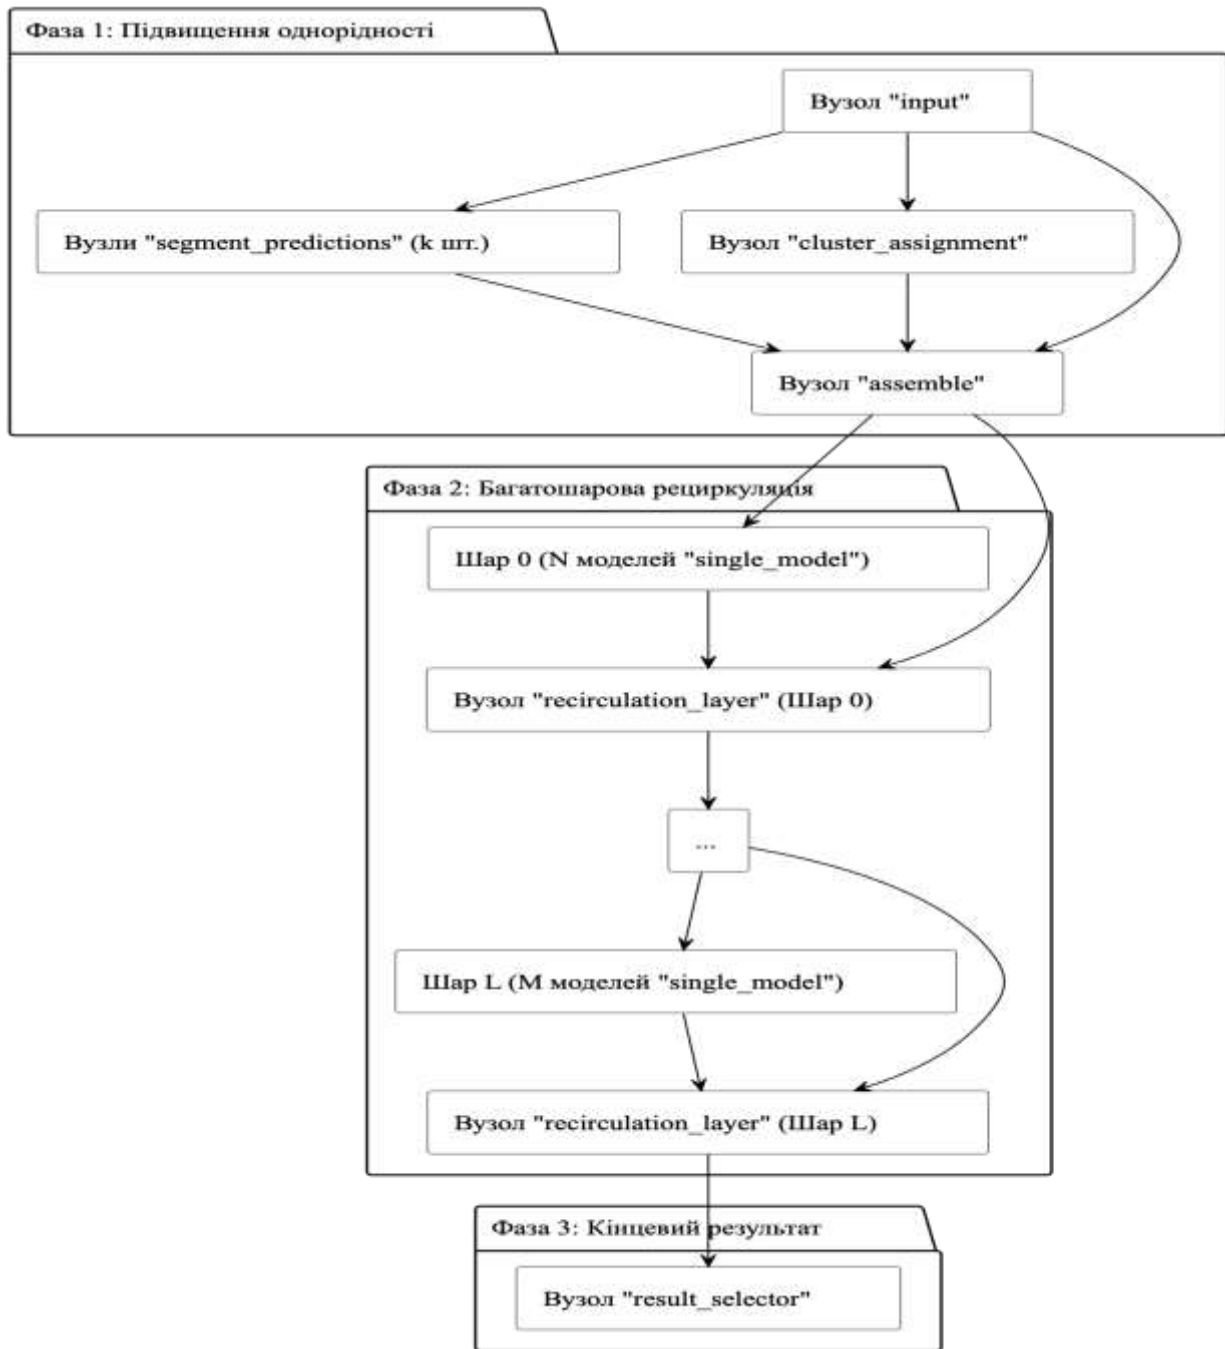 Фаза 1: Підвищення однорідності
Вузол "input"
Вузли "segment_predictions" (k шт.)
Вузол "cluster_assignment"
Вузол "assemble"
Фаза 2: Багатошарова рециркуляція
Шар 0 (N моделей "single_model")
Вузол "recirculation_layer" (Шар 0)
...
Шар L (M моделей "single_model")
Вузол "recirculation_layer" (Шар L)
Фаза 3: Кінцевий результат
Вузол "result_selector"